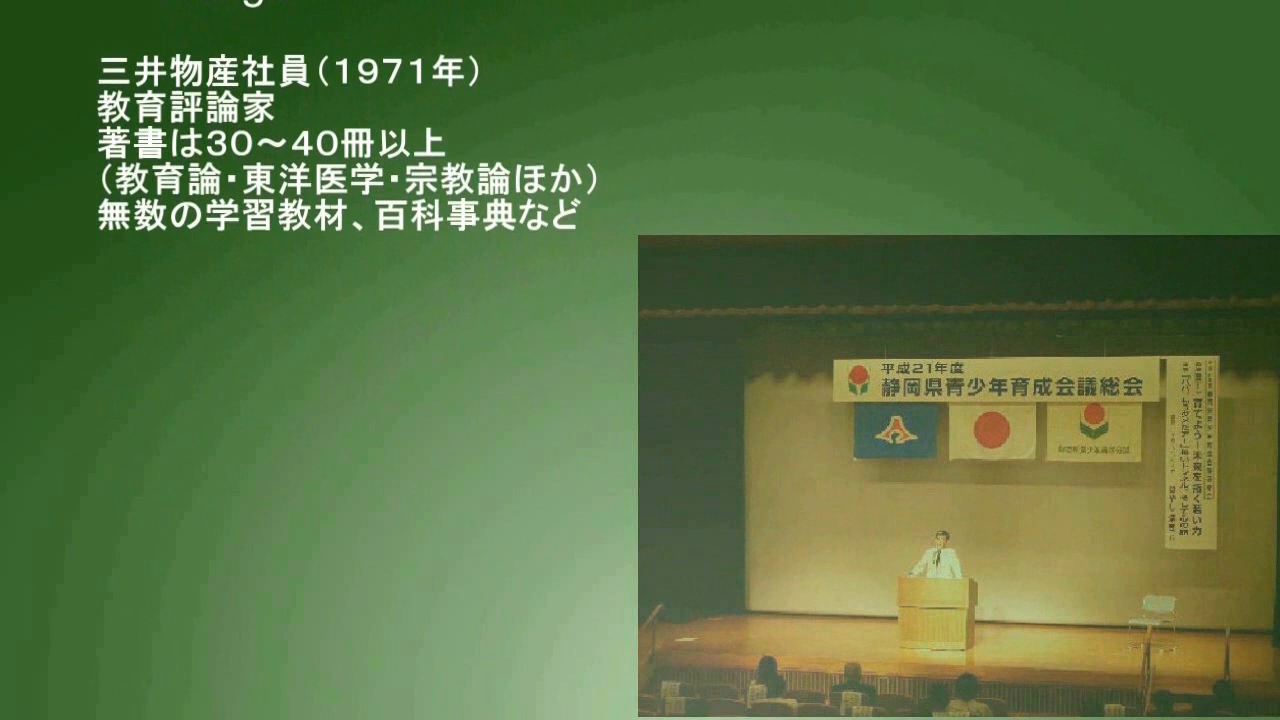 三井物産社員（1971年）
教育評論家
著書は30～40冊以上
（教育論・東洋医学・宗教論ほか）
無数の学習教材、百科事典など
平成21年度
静岡県青少年育成会議総会